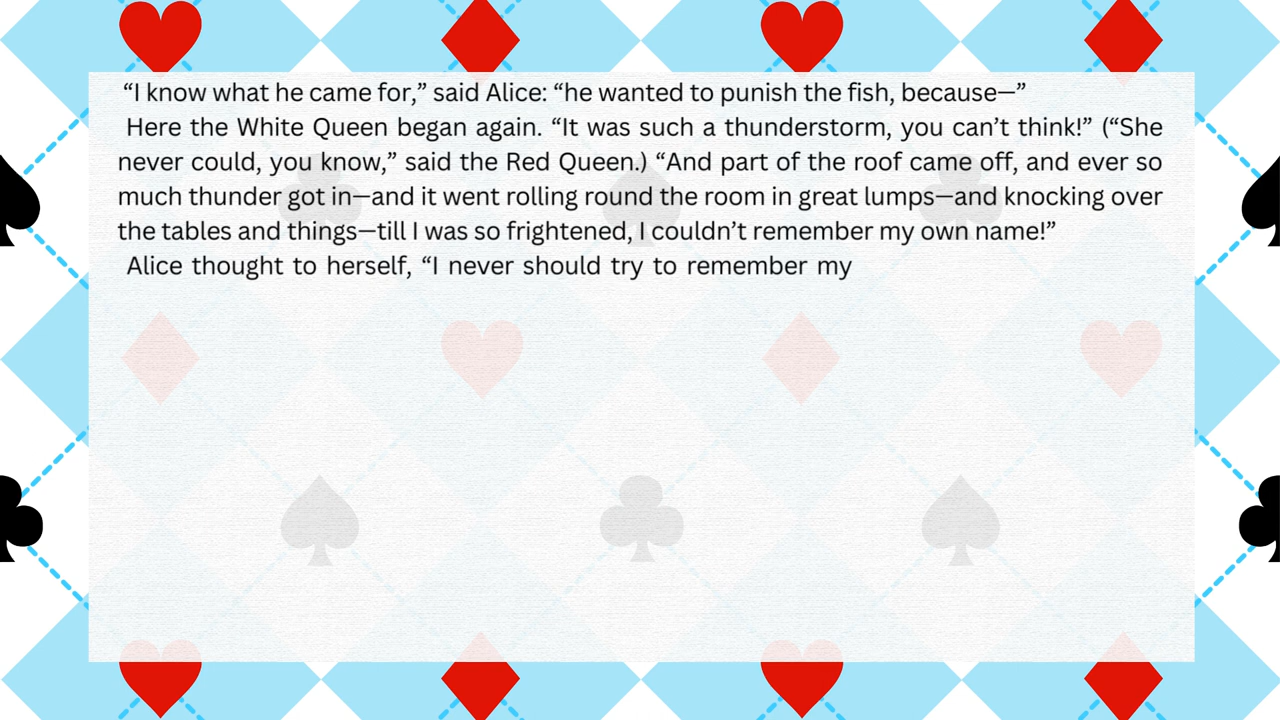 “I know what he came for,” said Alice: “he wanted to punish the fish, because—”
Here the White Queen began again. “It was such a thunderstorm, you can’t think!” (“She
never could, you know,” said the Red Queen.) “And part of the roof came off, and ever so
much thunder got in—and it went rolling round the room in great lumps—and knocking over
the tables and things—till I was so frightened, I couldn’t remember my own name!”
Alice thought to herself, “I never should try to remember my